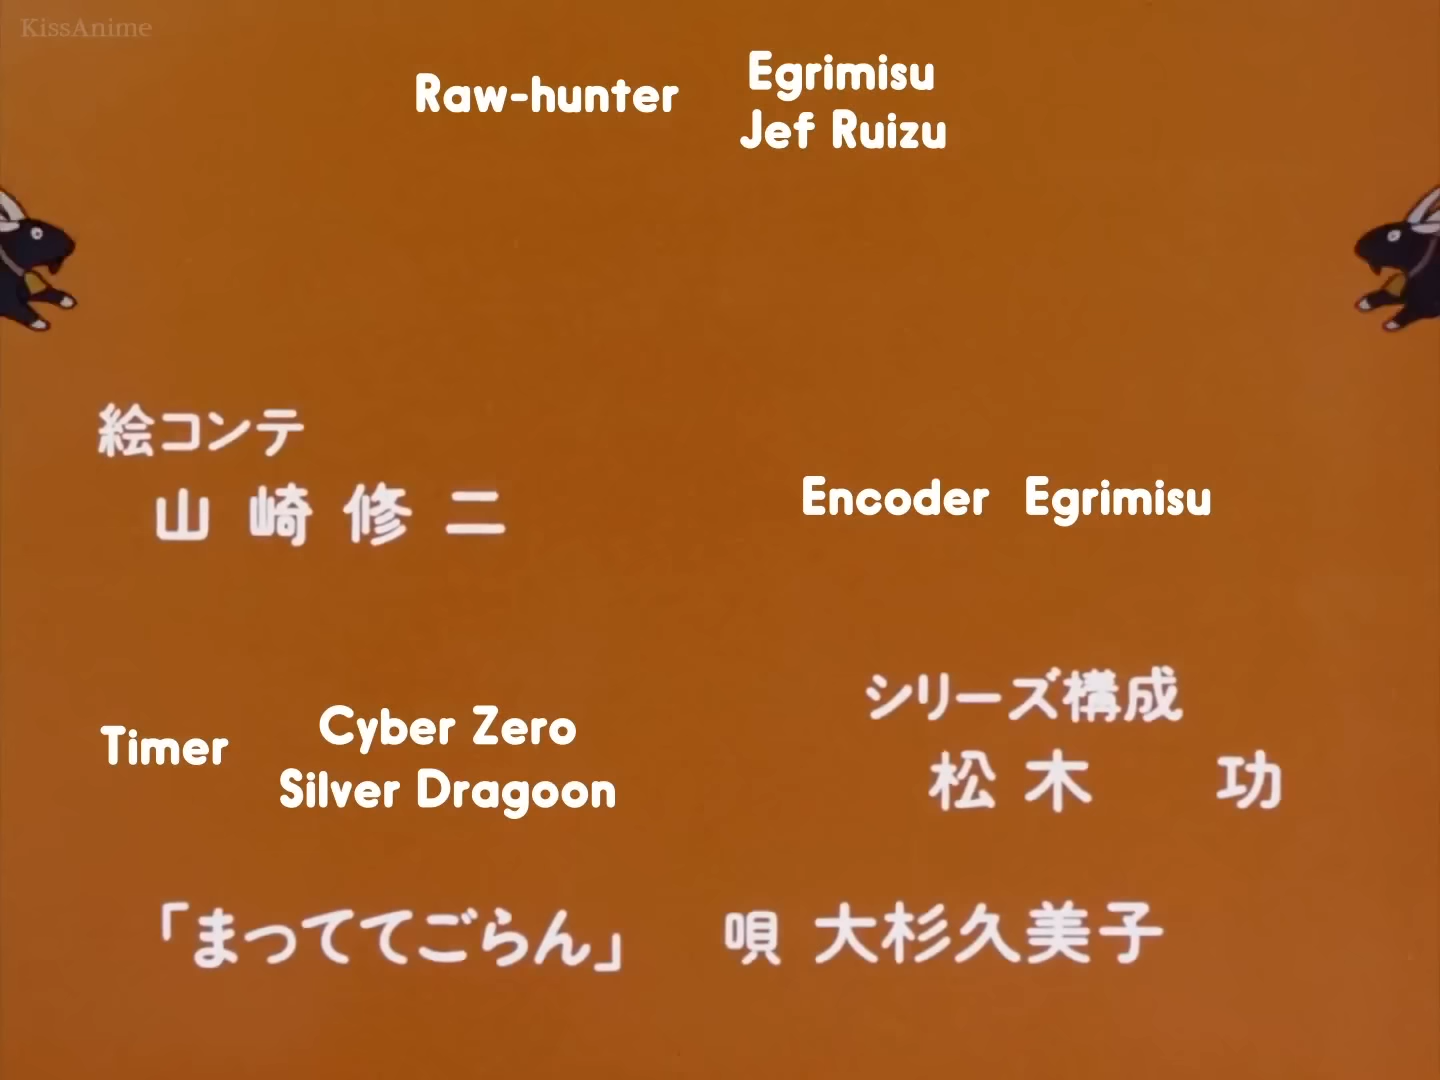 KissAnime
Raw-hunter
Egrimisu
Jef Ruizu
絵コンテ
山崎修二
Encoder Egrimisu
シリーズ構成
松木 功
Timer
Cyber Zero
Silver Dragoon
「まっててごらん」 唄 大杉久美子